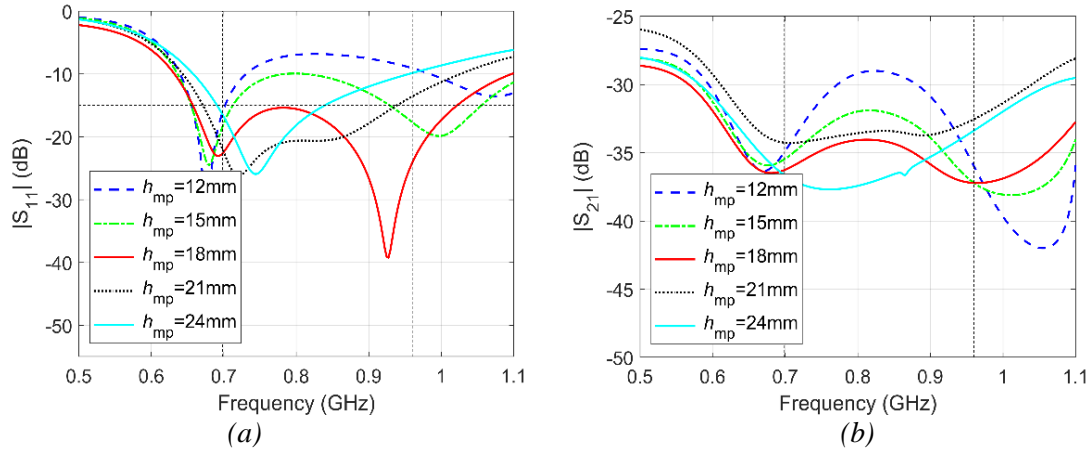 0
-10
-20
-30
-40
-50
|S11| (dB)
hmp=12mm
hmp=15mm
hmp=18mm
hmp=21mm
hmp=24mm
0.5 0.6 0.7 0.8 0.9 1 1.1
Frequency (GHz)
(a)
-25
-30
-35
-40
-45
-50
|S21| (dB)
hmp=12mm
hmp=15mm
hmp=18mm
hmp=21mm
hmp=24mm
0.5 0.6 0.7 0.8 0.9 1 1.1
Frequency (GHz)
(b)